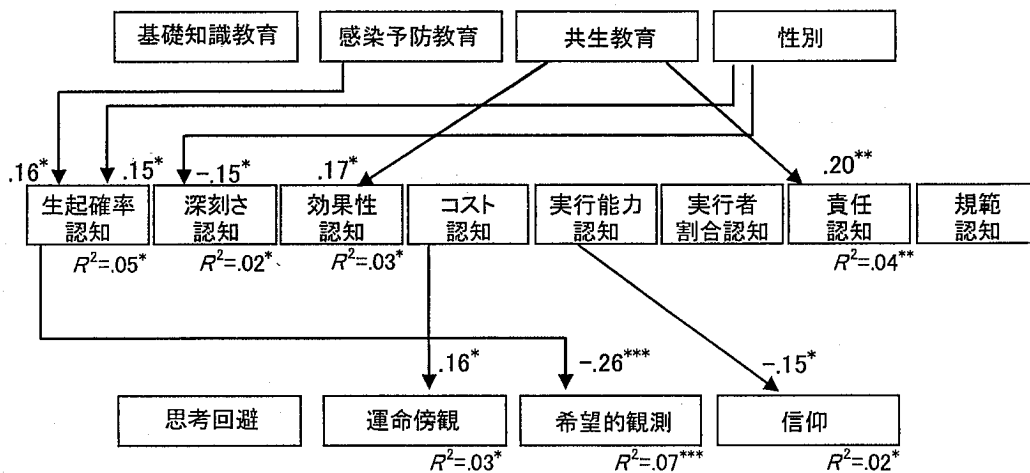 基礎知識教育
感染予防教育
共生教育
性別
.16*
.15*
-.15*
.17*
.20**
生起確率
認知
深刻さ
認知
効果性
認知
コスト
認知
実行能力
認知
実行者
割合認知
責任
認知
規範
認知
R²=.05*
R²=.02*
R²=.03*
R²=.04**
.16*
-.26***
-.15*
思考回避
運命傍観
希望的観測
信仰
R²=.03*
R²=.07***
R²=.02*